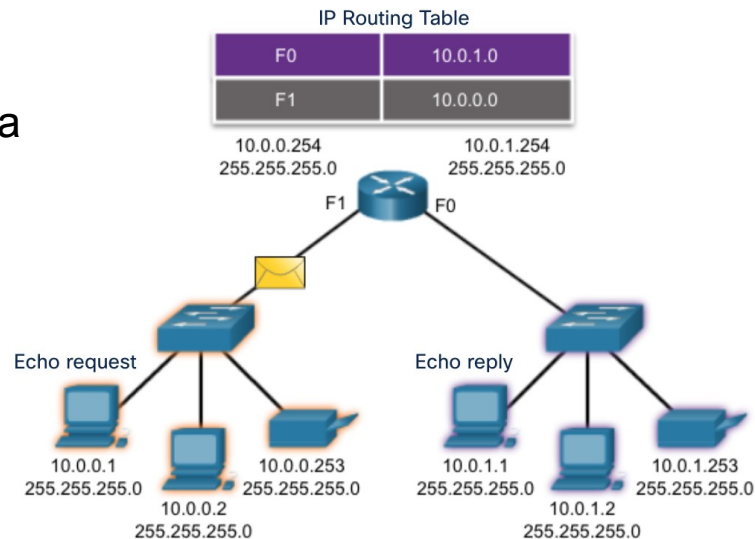 IP Routing Table
F0 10.0.1.0
F1 10.0.0.0
a
10.0.0.254
255.255.255.0
10.0.1.254
255.255.255.0
F1
F0
Echo request
Echo reply
10.0.0.1
255.255.255.0
10.0.0.2
255.255.255.0
10.0.0.253
255.255.255.0
10.0.1.1
255.255.255.0
10.0.1.2
255.255.255.0
10.0.1.253
255.255.255.0